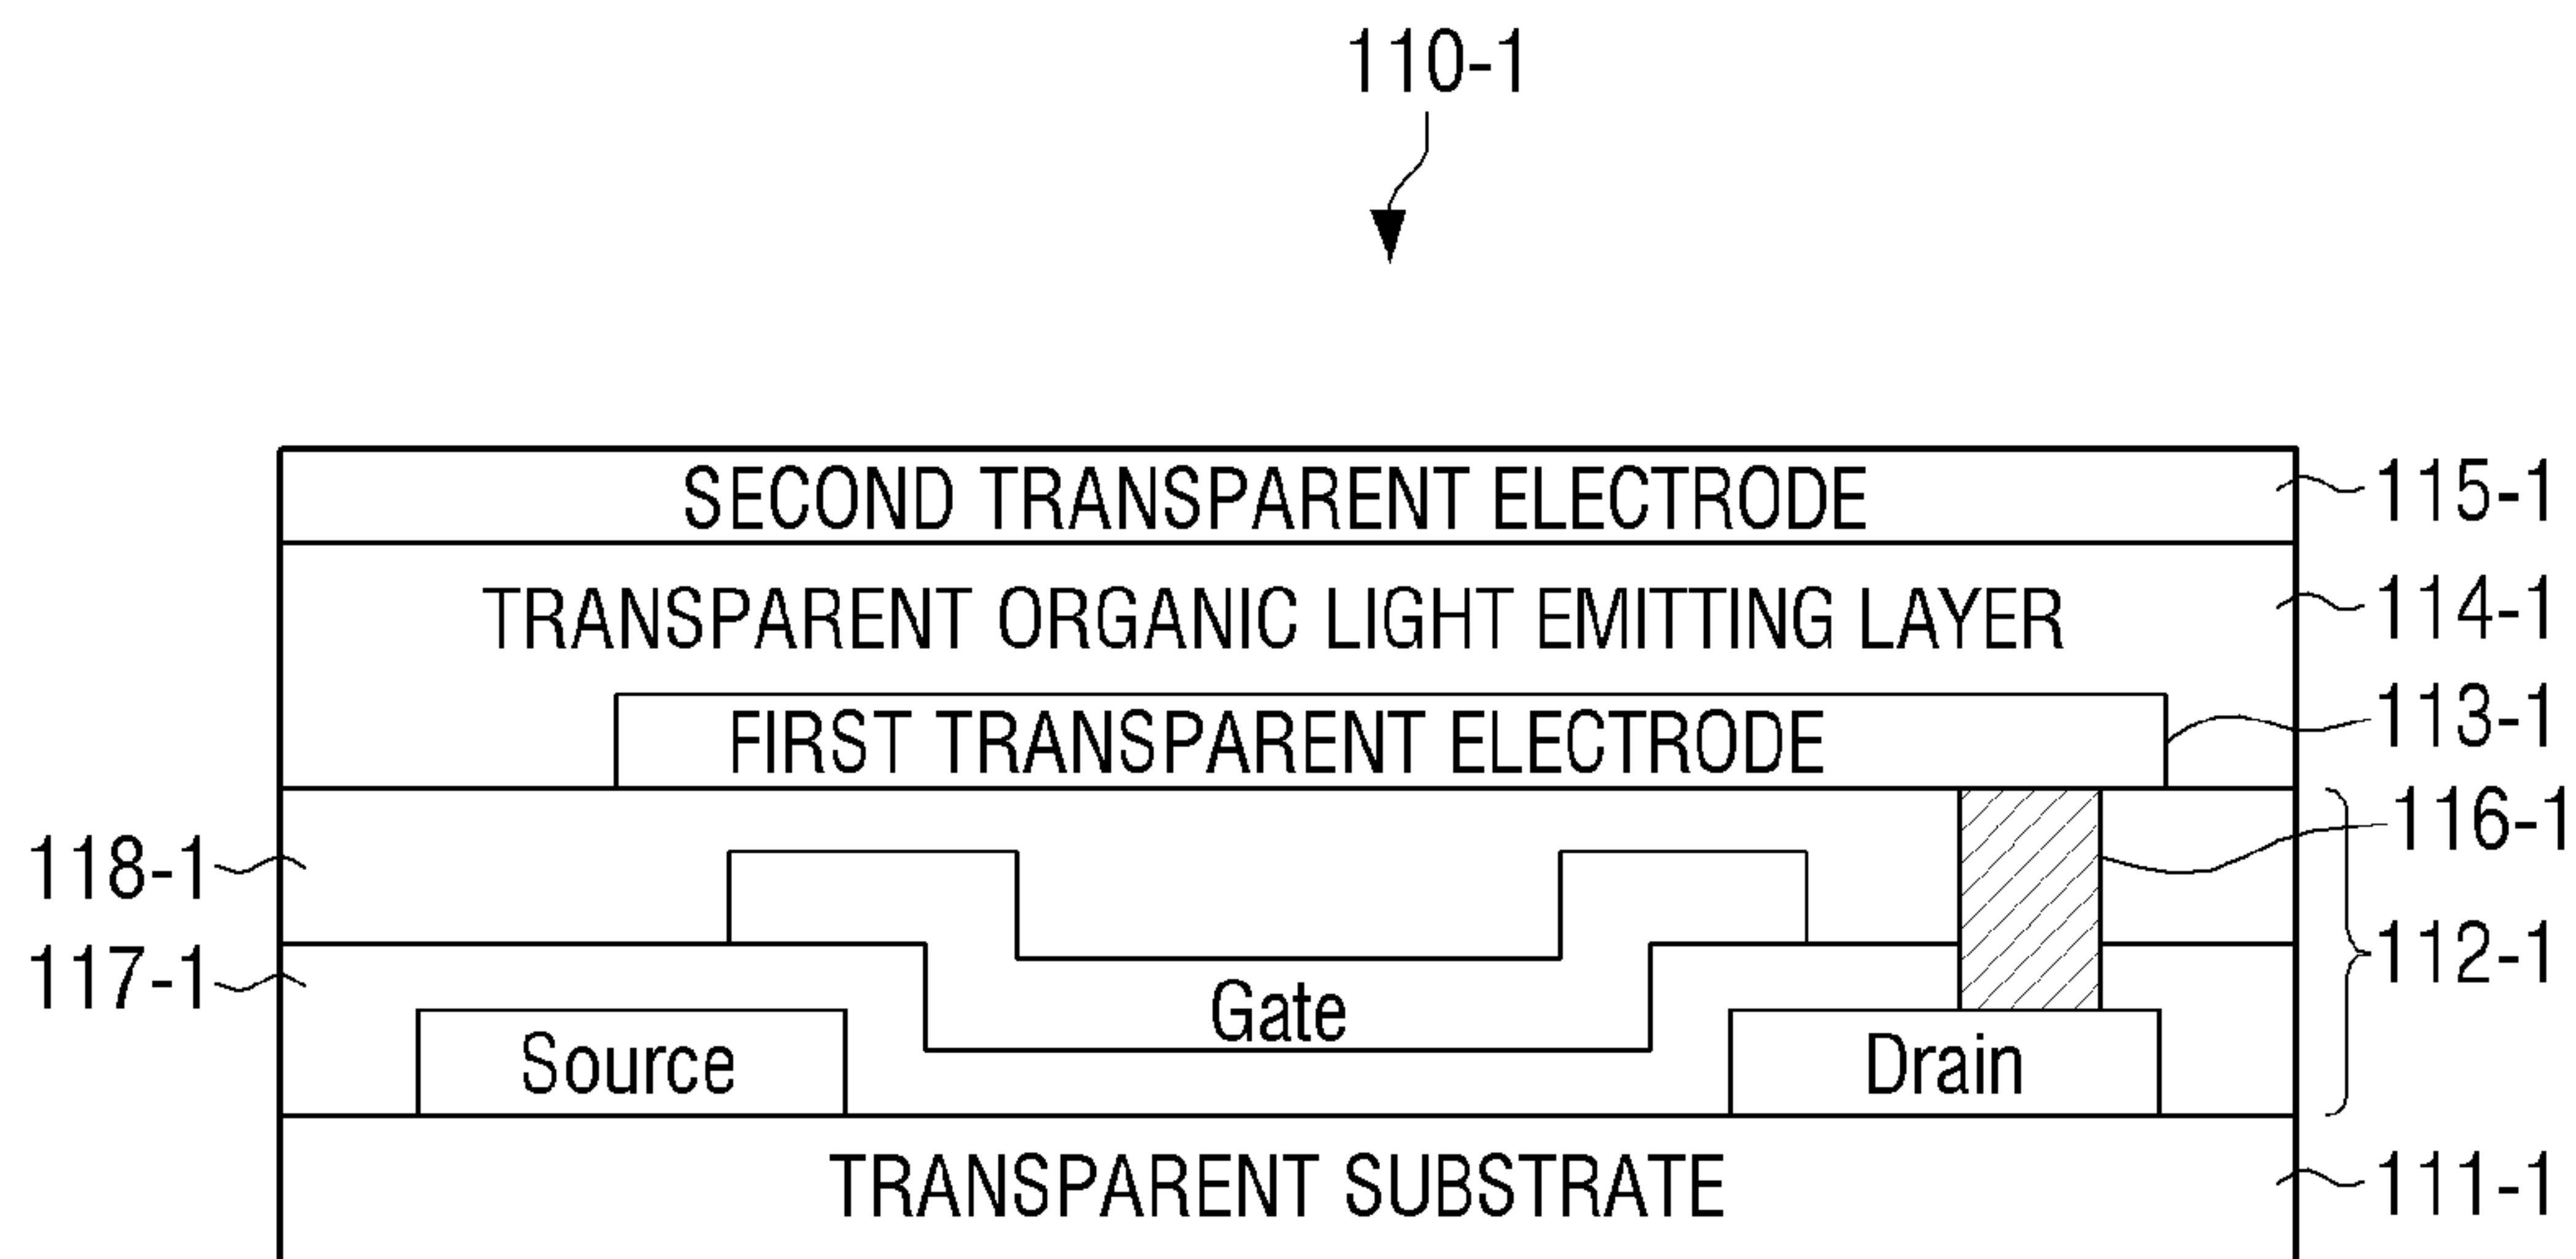 110-1
SECOND TRANSPARENT ELECTRODE
115-1
TRANSPARENT ORGANIC LIGHT EMITTING LAYER
114-1
FIRST TRANSPARENT ELECTRODE
113-1
116-1
118-1
112-1
117-1
Gate
Source
Drain
TRANSPARENT SUBSTRATE
111-1